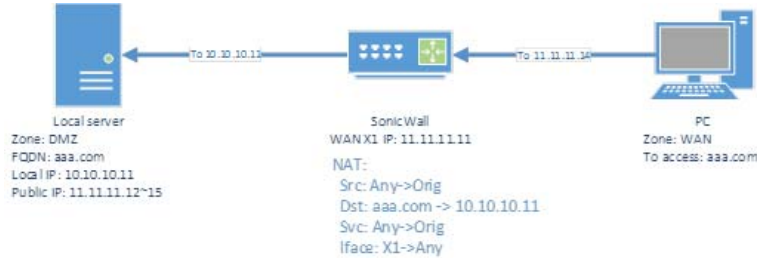 To 10.10.10.11
To 11.11.11.14
Local server
Zone: DMZ
FQDN: aaa.com
Local IP: 10.10.10.11
Public IP: 11.11.11.12~15
SonicWall
WAN X1 IP: 11.11.11.11
NAT:
Src: Any->Orig
Dst: aaa.com -> 10.10.10.11
Svc: Any->Orig
Iface: X1->Any
PC
Zone: WAN
To access: aaa.com